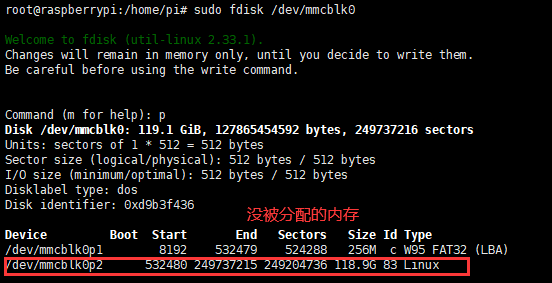 root@raspberrypi:/home/pi# sudo fdisk /dev/mmcblk0
Welcome to fdisk (util-linux 2.33.1).
Changes will remain in memory only, until you decide to write them.
Be careful before using the write command.
Command (m for help): p
Disk /dev/mmcblk0: 119.1 GiB, 127865454592 bytes, 249737216 sectors
Units: sectors of 1 * 512 = 512 bytes
Sector size (logical/physical): 512 bytes / 512 bytes
I/O size (minimum/optimal): 512 bytes / 512 bytes
Disklabel type: dos
Disk identifier: 0xd9b3f436
没被分配的内存
Device Boot Start End Sectors Size Id Type
/dev/mmcblk0p1 8192 532479 524288 256M c W95 FAT32 (LBA)
/dev/mmcblk0p2 532480 249737215 249204736 118.9G 83 Linux